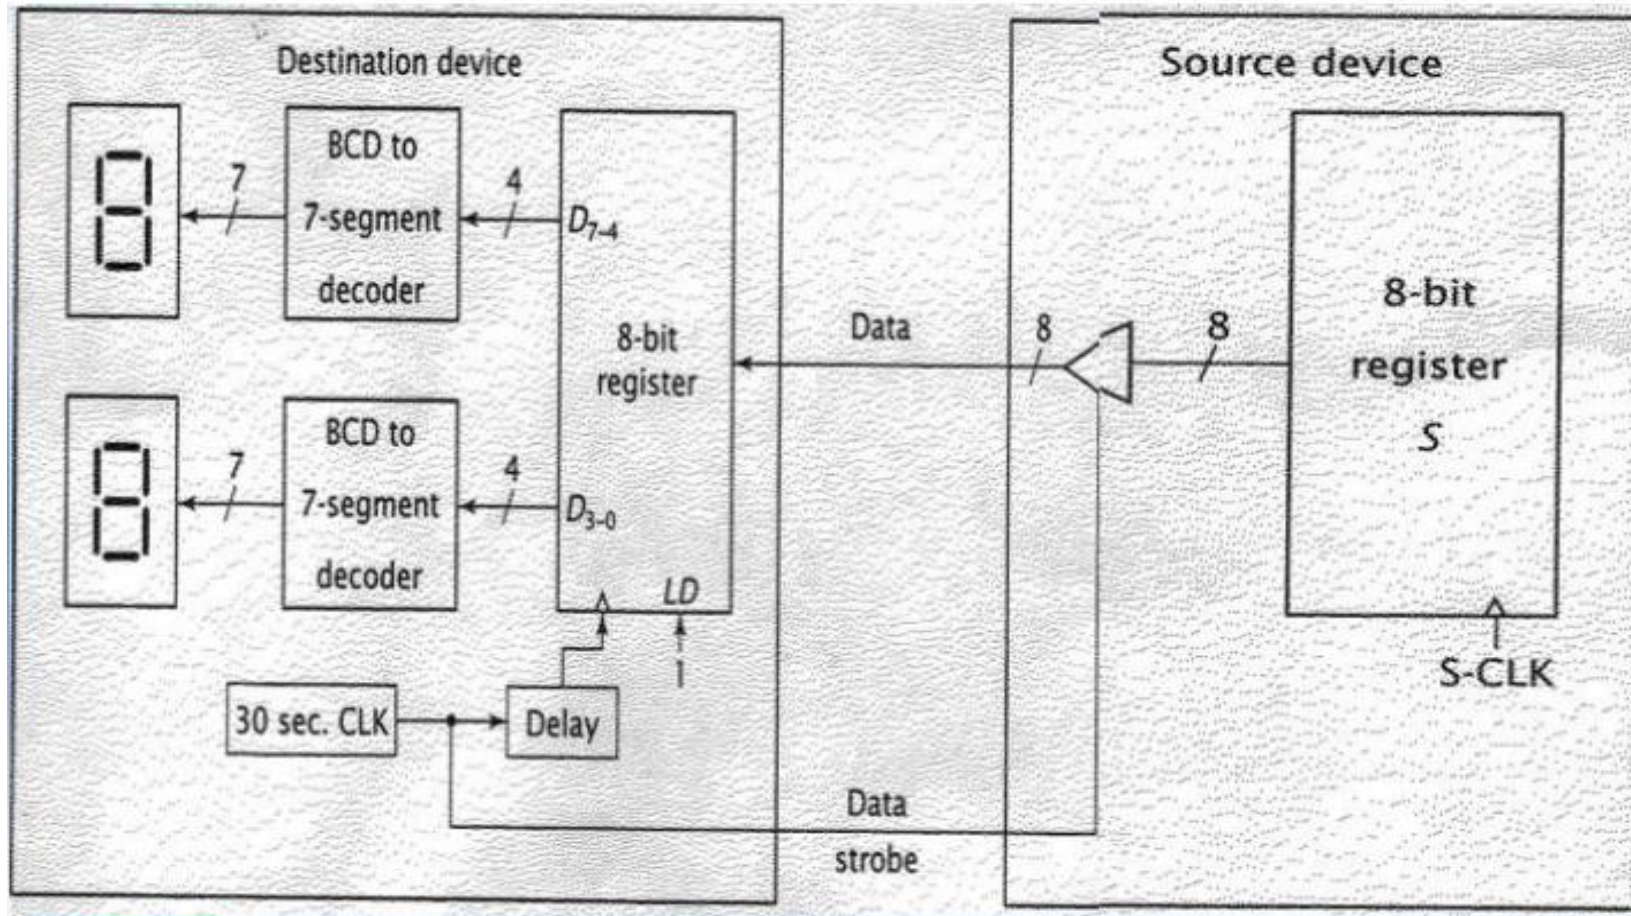 Destination device
Source device
BCD to
7-segment
decoder
7
4
D7–4
8-bit
register
Data
8
8
8-bit
register
S
BCD to
7-segment
decoder
7
4
D3–0
LD
1
S-CLK
30 sec. CLK
Delay
Data
strobe